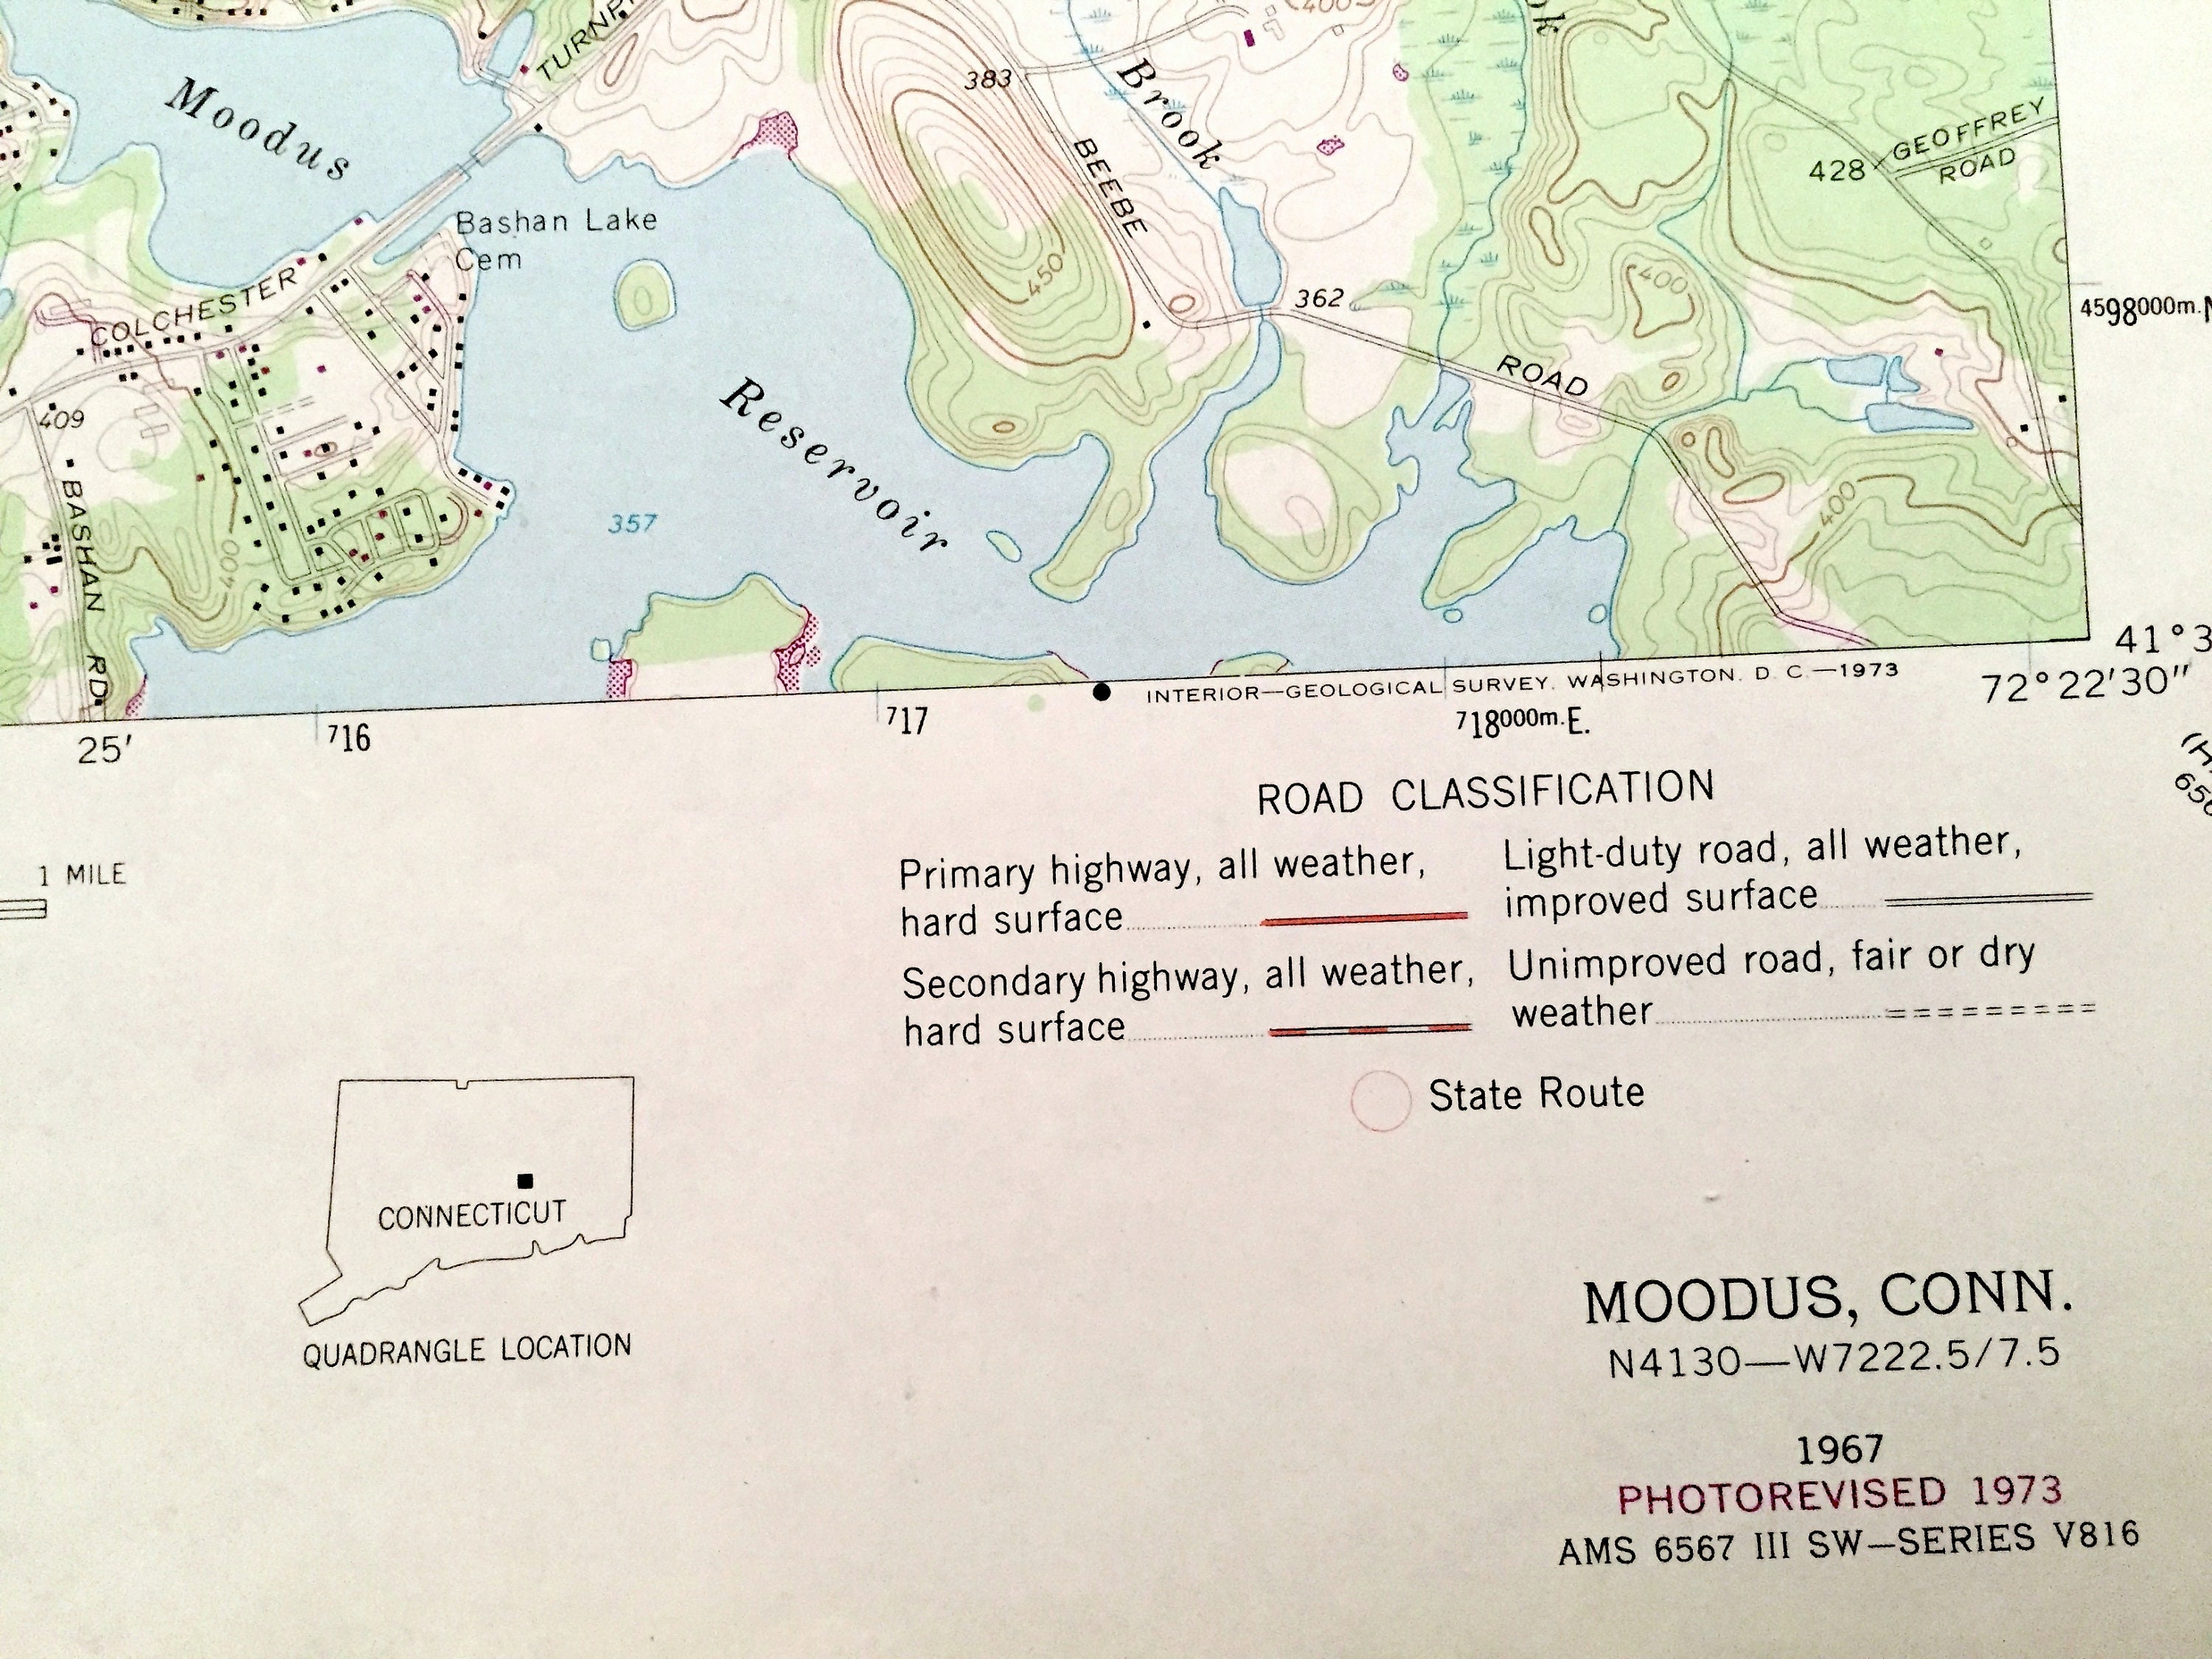 TURNP
400
ok
383
Brook
Moodus
BEEBE
GEOFFREY
ROAD
428
Bashan Lake
Cem
450
400
362
4598000m.N
COLCHESTER
ROAD
Reservoir
409
400
357
BASHAN RD.
400
41°3
72°22'30"
INTERIOR—GEOLOGICAL SURVEY. WASHINGTON. D. C.—1973
25'
716
717
718000m.E.
(H
656
ROAD CLASSIFICATION
1 MILE
Primary highway, all weather,
hard surface
Light-duty road, all weather,
improved surface
Secondary highway, all weather,
hard surface
Unimproved road, fair or dry
weather
State Route
CONNECTICUT
QUADRANGLE LOCATION
MOODUS, CONN.
N4130—W7222.5/7.5
1967
PHOTOREVISED 1973
AMS 6567 III SW—SERIES V816